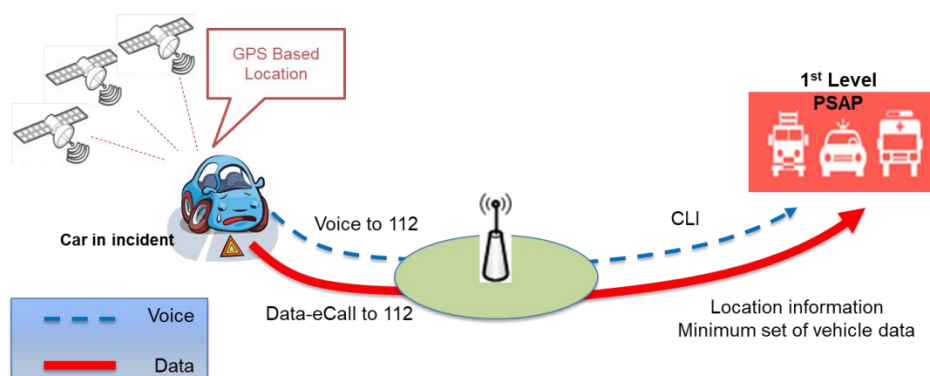 GPS Based
Location
1st Level
PSAP
Car in incident
Voice to 112
CLI
Data-eCall to 112
Location information
Minimum set of vehicle data
Voice
Data